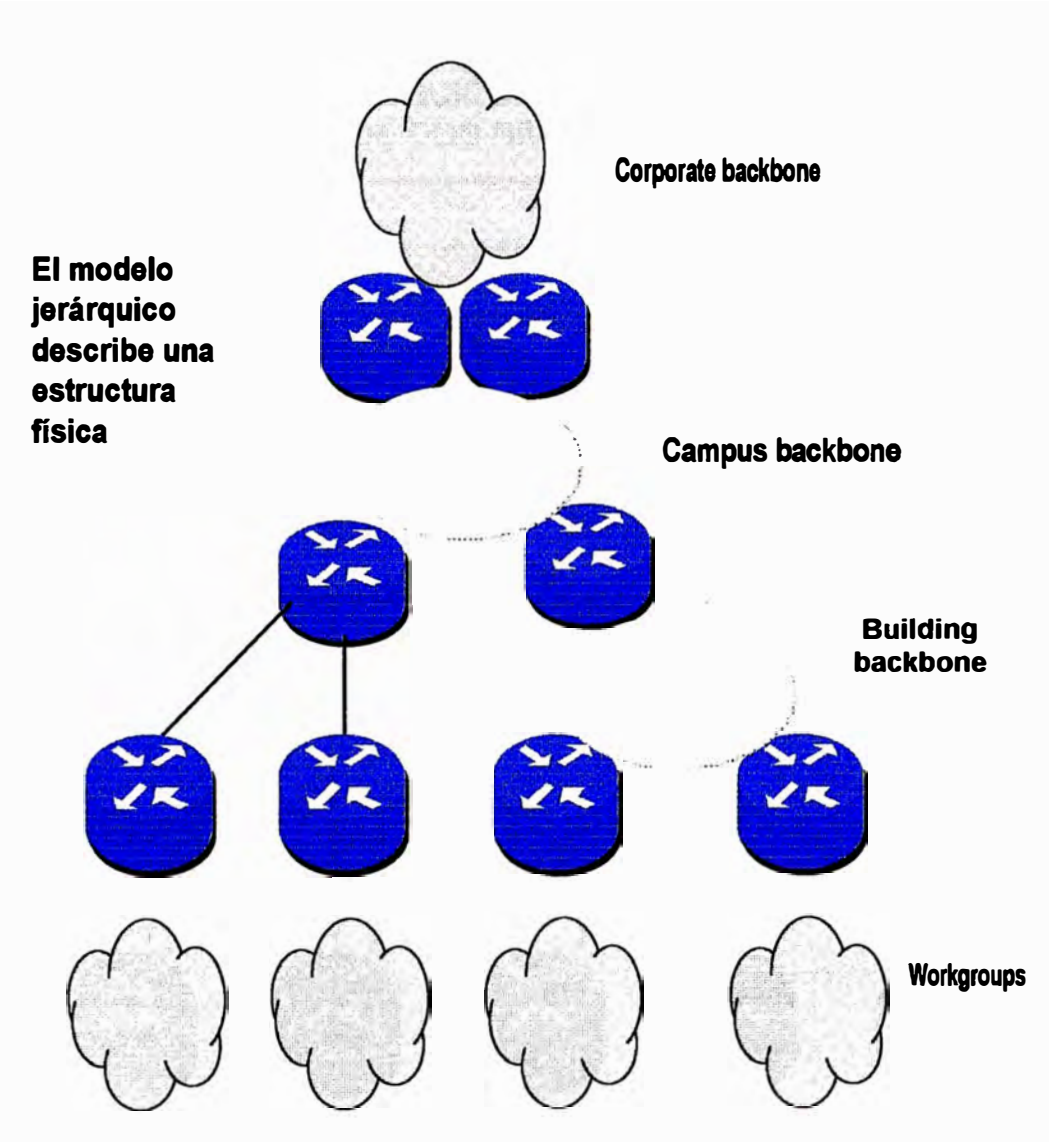 Corporate backbone
El modelo
jerárquico
describe una
estructura
física
Campus backbone
Building
backbone
Workgroups